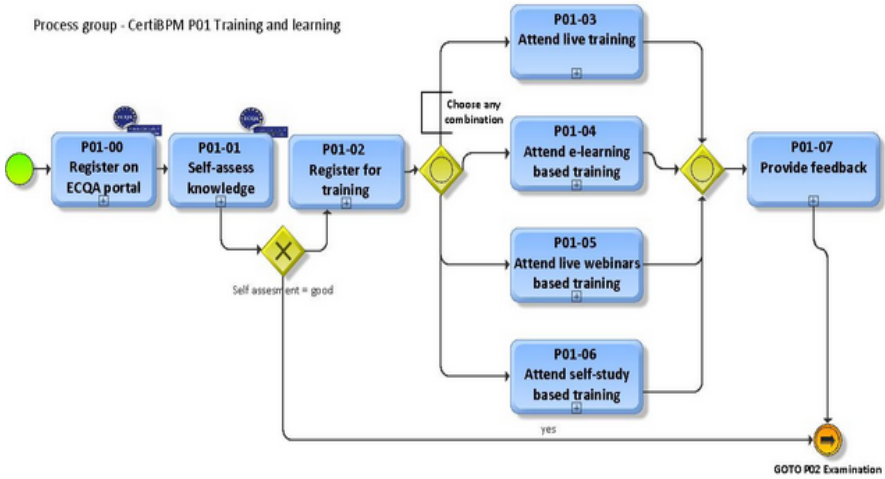 Process group - CertiBPM P01 Training and learning
P01-03
Attend live training
Choose any
combination
ECQA
ECQA
P01-00
Register on
ECQA portal
P01-01
Self-assess
knowledge
P01-02
Register for
training
P01-04
Attend e-learning
based training
P01-07
Provide feedback
P01-05
Attend live webinars
based training
Self assesment = good
P01-06
Attend self-study
based training
yes
GOTO P02 Examination